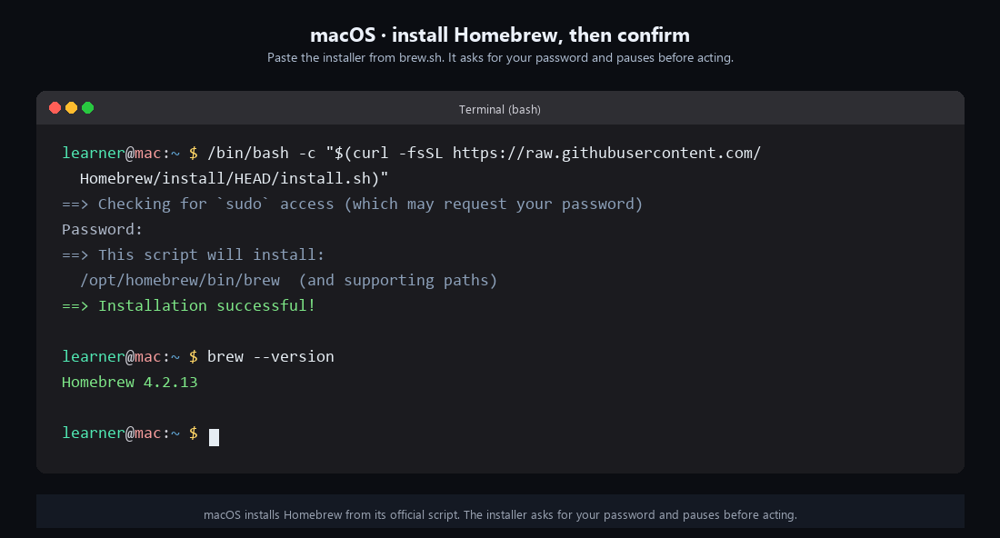 macOS · install Homebrew, then confirm
Paste the installer from brew.sh. It asks for your password and pauses before acting.
Terminal (bash)
learner@mac:~ $ /bin/bash -c "$(curl -fsSL https://raw.githubusercontent.com/
Homebrew/install/HEAD/install.sh)"
==> Checking for `sudo` access (which may request your password)
Password:
==> This script will install:
/opt/homebrew/bin/brew  (and supporting paths)
==> Installation successful!
learner@mac:~ $ brew --version
Homebrew 4.2.13
learner@mac:~ $
macOS installs Homebrew from its official script. The installer asks for your password and pauses before acting.